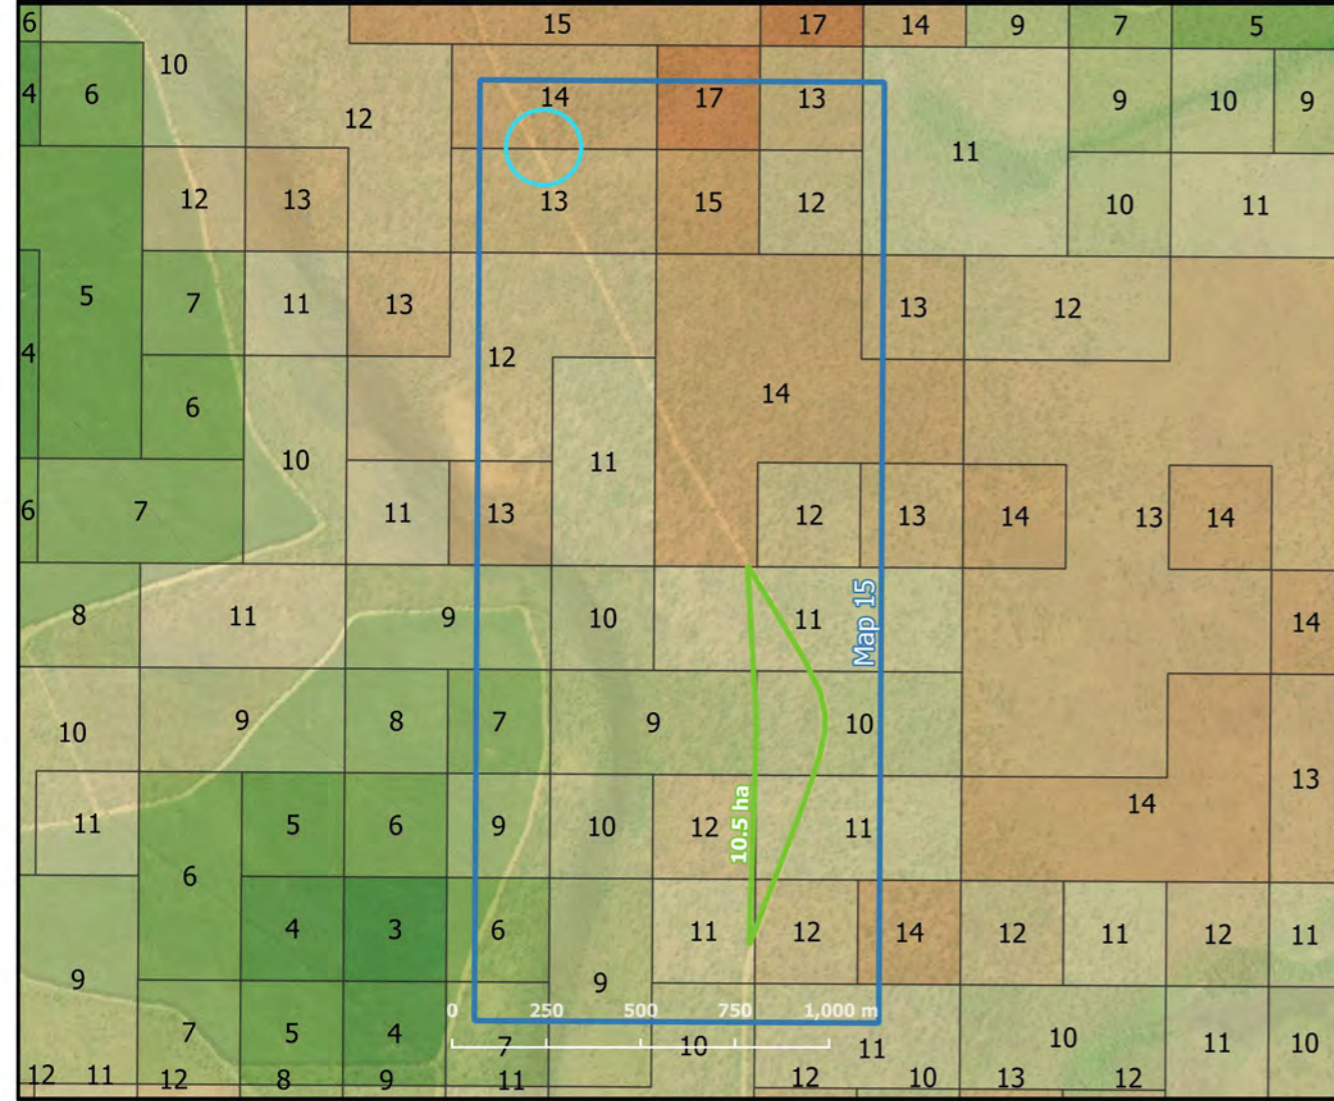 6 15 17 14 9 7 5
10
4 6 14 17 13 9 10 9
12 11
12 13 13 15 12 10 11
5 7 11 13 13 12
4 12
6 14
10 11
6 7 11 13 12 13 14 13 14
8 11 9 10 11 14
Map 15
10 9 8 7 9 10
13
14
11 5 6 9 10 12 11
10.5 ha
6
4 3 6 11 12 14 12 11 12 11
9 9
0 250 500 750 1,000 m
7 5 4 7 10 11 10 11 10
12 11 12 8 9 11 12 10 13 12